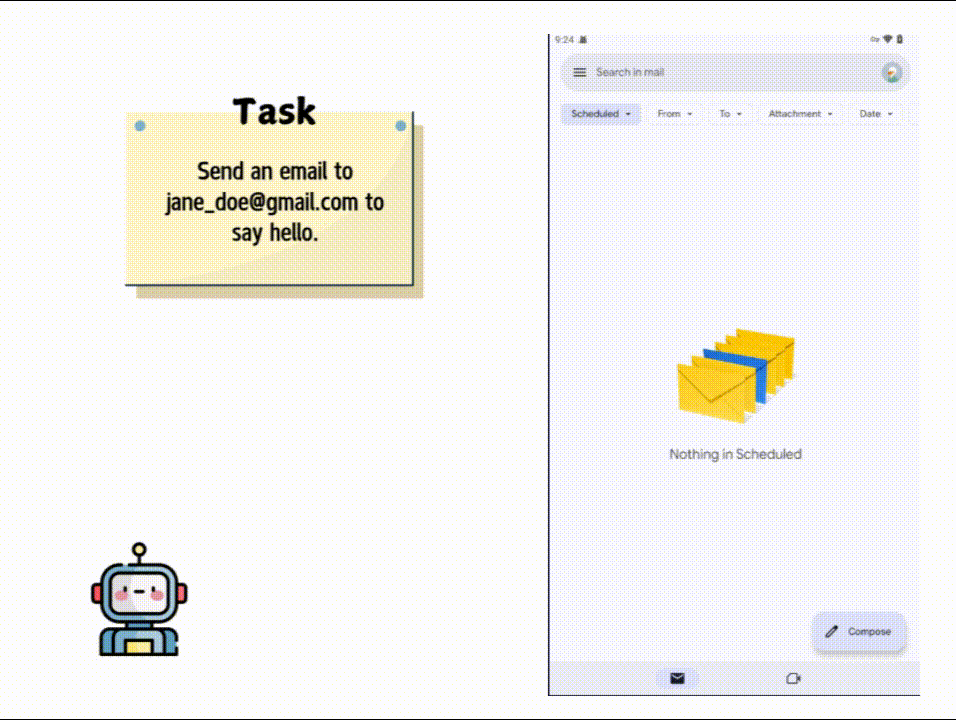 Task
Send an email to
jane_doe@gmail.com to
say hello.
9:24
Search in mail
Scheduled From To Attachment Date
Nothing in Scheduled
Compose